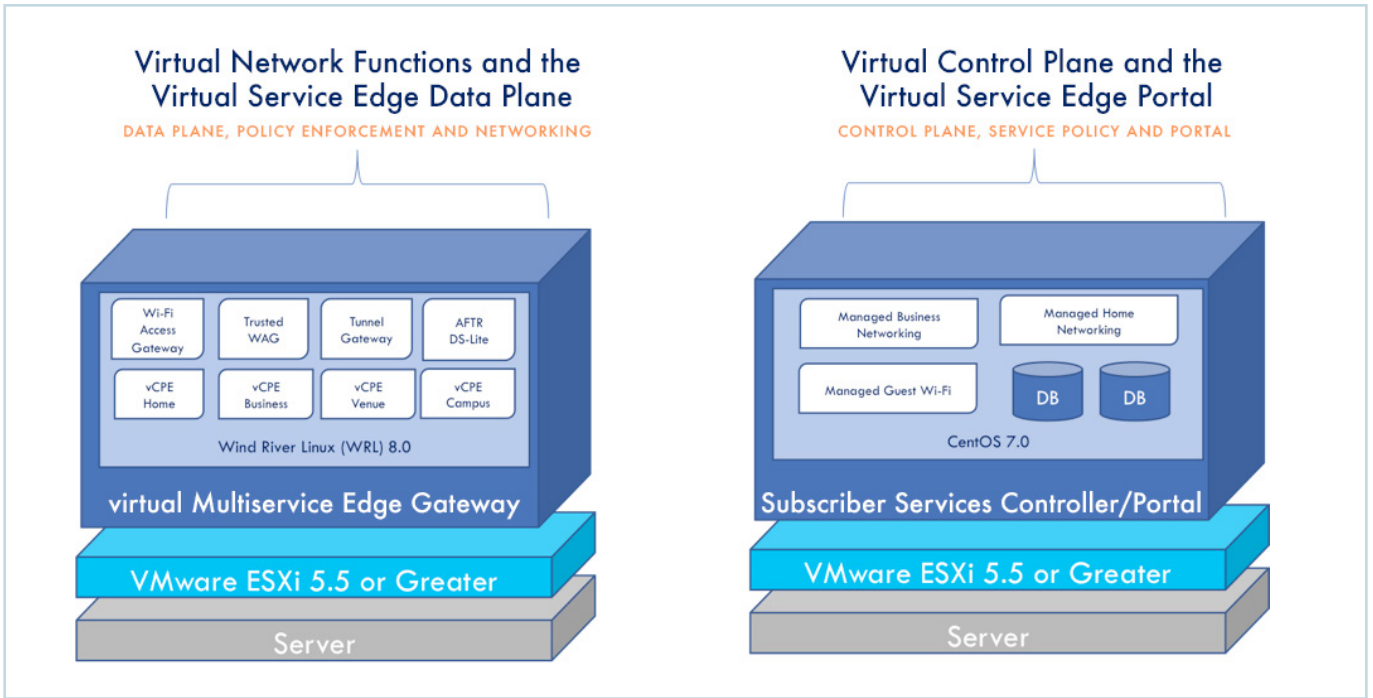 Virtual Network Functions and the
Virtual Service Edge Data Plane
DATA PLANE, POLICY ENFORCEMENT AND NETWORKING
Wi-Fi
Access
Gateway
Trusted
WAG
Tunnel
Gateway
AFTR
DS-Lite
vCPE
Home
vCPE
Business
vCPE
Venue
vCPE
Campus
Wind River Linux (WRL) 8.0
virtual Multiservice Edge Gateway
VMware ESXi 5.5 or Greater
Server
Virtual Control Plane and the
Virtual Service Edge Portal
CONTROL PLANE, SERVICE POLICY AND PORTAL
Managed Business
Networking
Managed Home
Networking
Managed Guest Wi-Fi
DB
DB
CentOS 7.0
Subscriber Services Controller/Portal
VMware ESXi 5.5 or Greater
Server